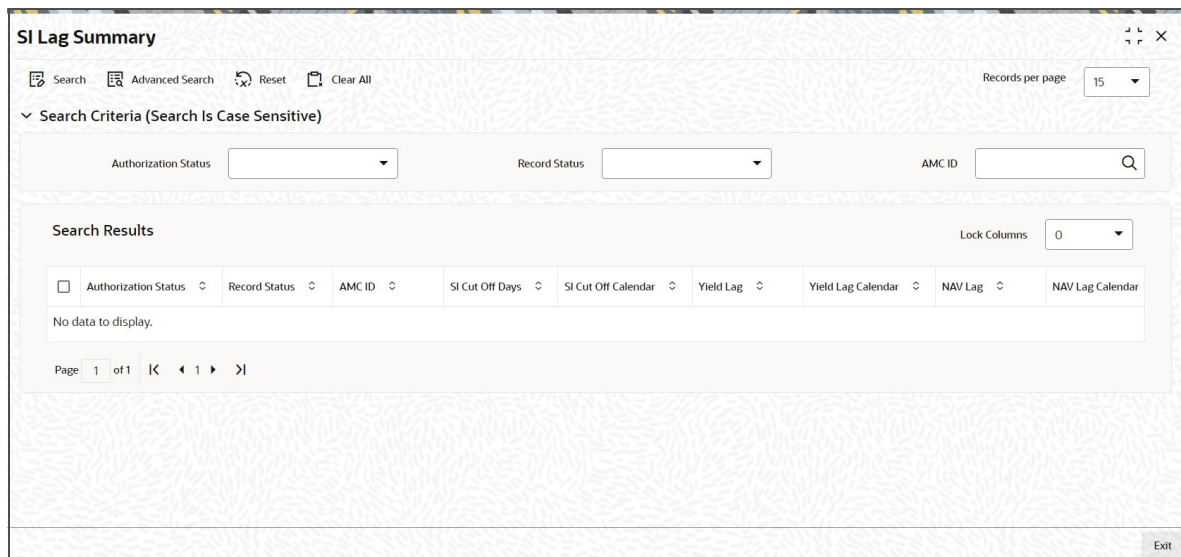 SI Lag Summary
Search Advanced Search Reset Clear All Records per page 15
Search Criteria (Search Is Case Sensitive)
Authorization Status Record Status AMC ID
Search Results Lock Columns 0
Authorization Status Record Status AMC ID SI Cut Off Days SI Cut Off Calendar Yield Lag Yield Lag Calendar NAV Lag NAV Lag Calendar
No data to display.
Page 1 of 1 1
Exit